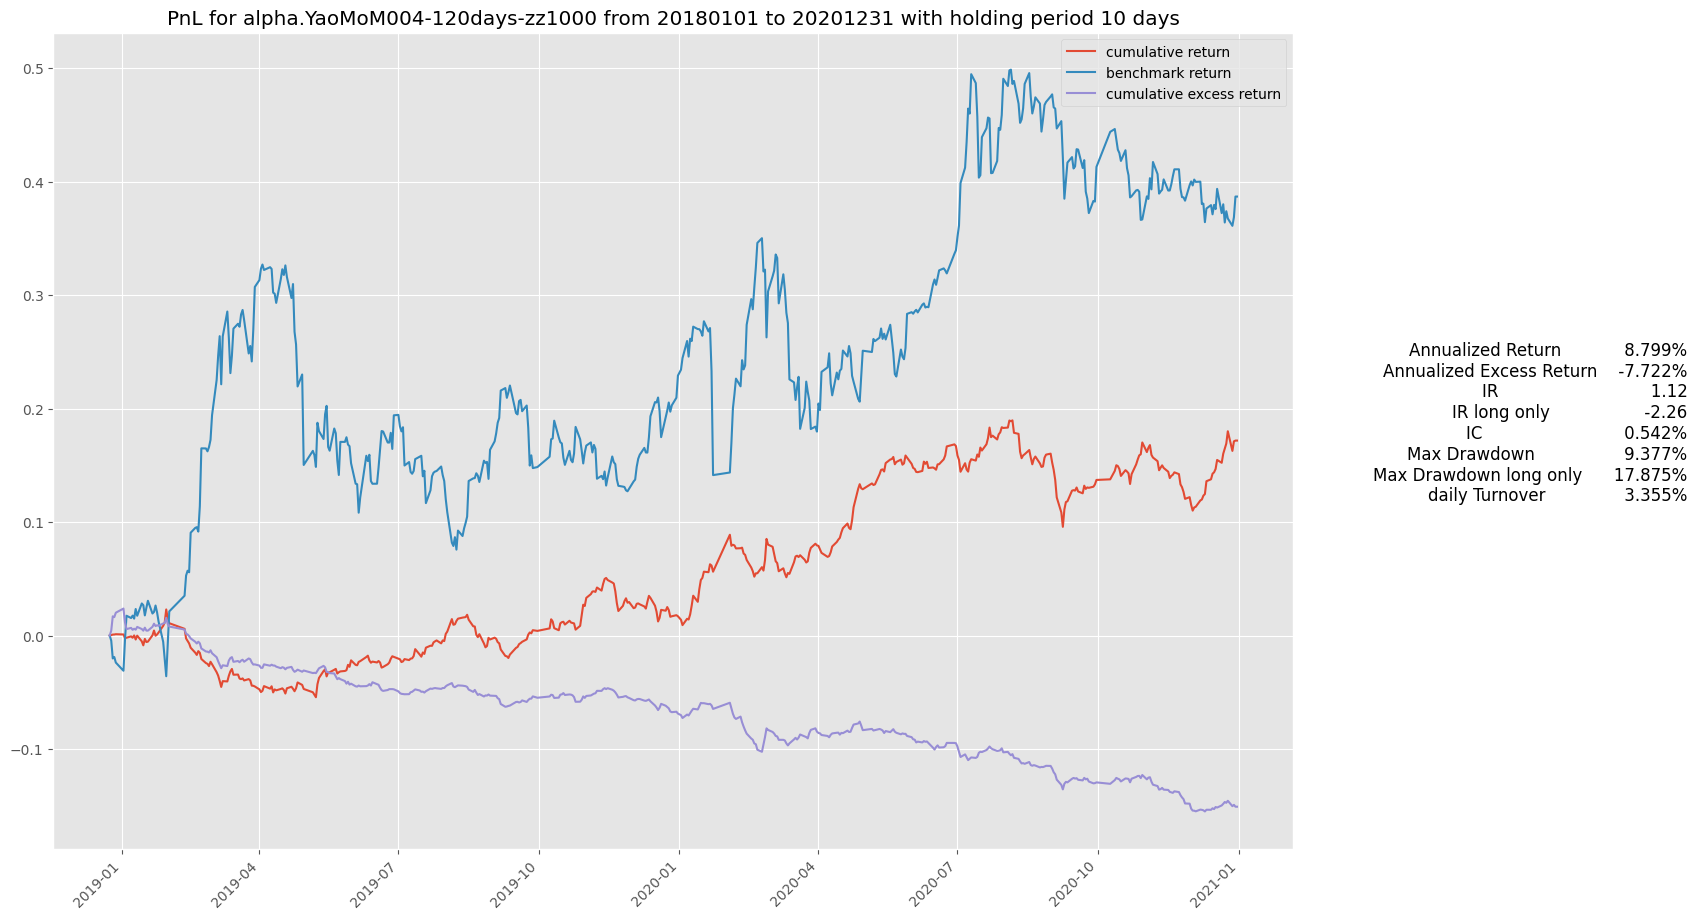 PnL for alpha.YaoMoM004-120days-zz1000 from 20180101 to 20201231 with holding period 10 days
cumulative return
benchmark return
cumulative excess return
0.5
0.4
0.3
0.2
0.1
0.0
−0.1
2019-01
2019-04
2019-07
2019-10
2020-01
2020-04
2020-07
2020-10
2021-01
Annualized Return 8.799%
Annualized Excess Return -7.722%
IR 1.12
IR long only -2.26
IC 0.542%
Max Drawdown 9.377%
Max Drawdown long only 17.875%
daily Turnover 3.355%